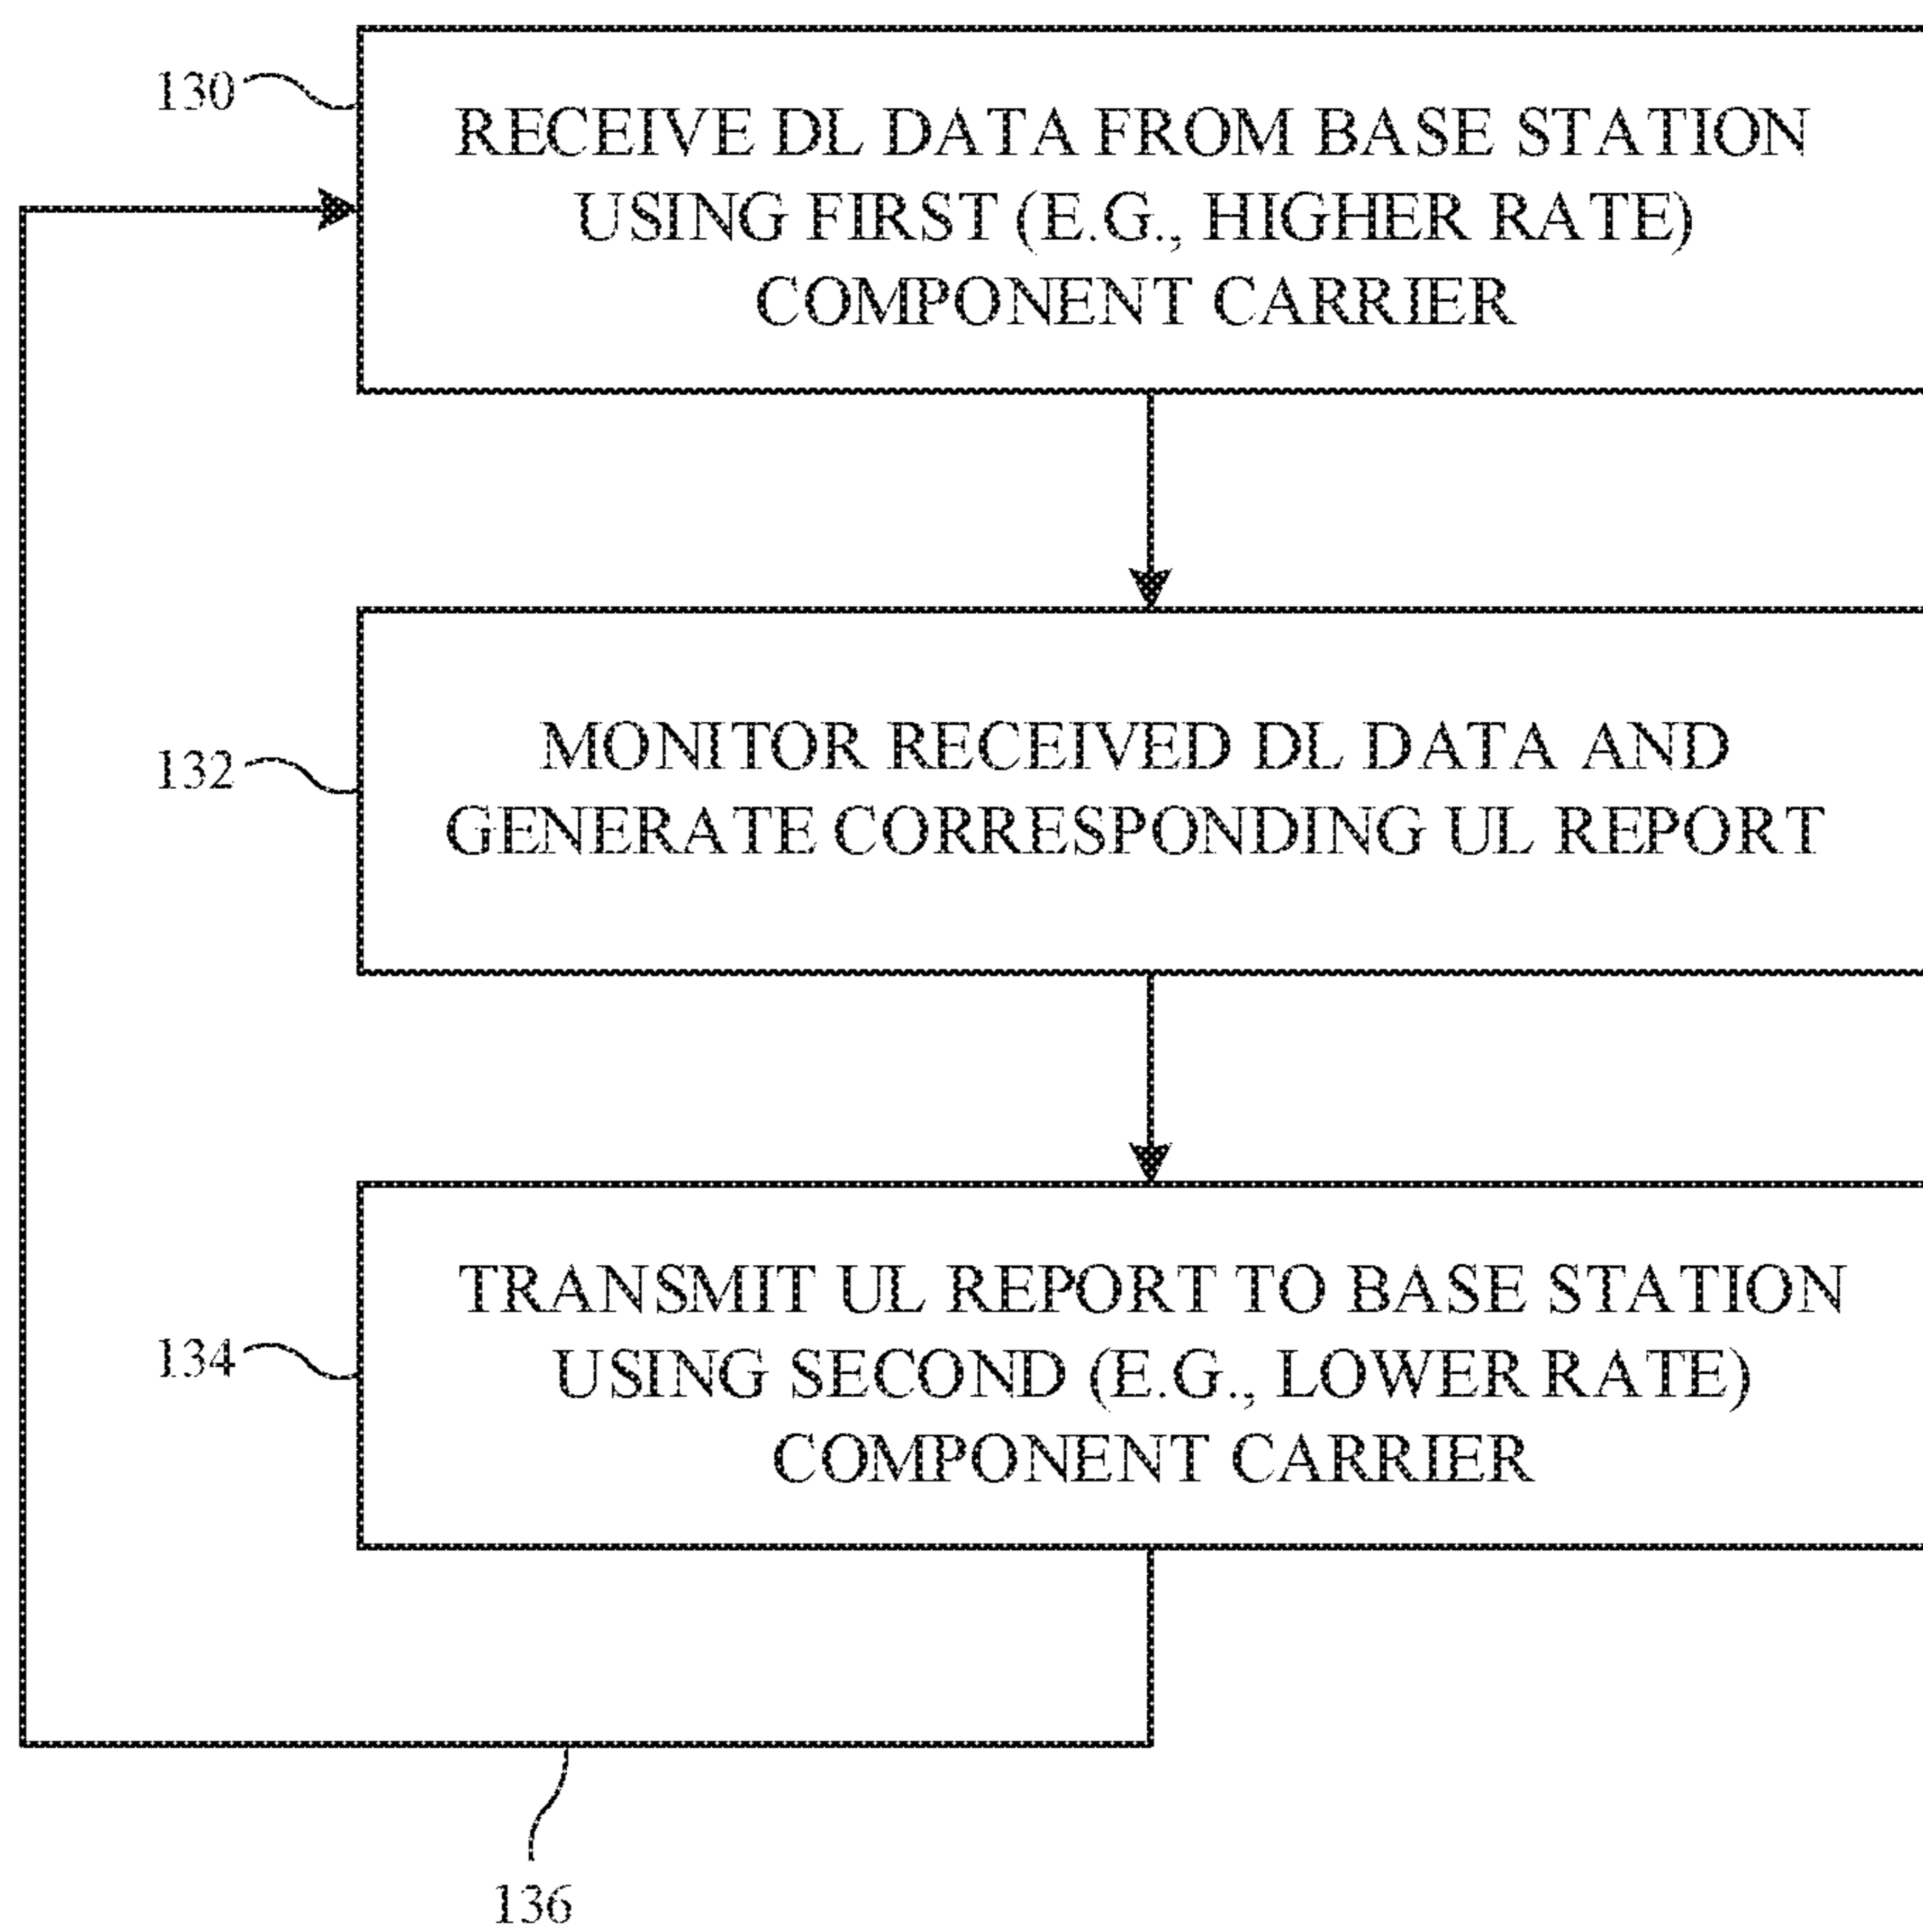 130
RECEIVE DL DATA FROM BASE STATION
USING FIRST (E.G., HIGHER RATE)
COMPONENT CARRIER
132
MONITOR RECEIVED DL DATA AND
GENERATE CORRESPONDING UL REPORT
134
TRANSMIT UL REPORT TO BASE STATION
USING SECOND (E.G., LOWER RATE)
COMPONENT CARRIER
136